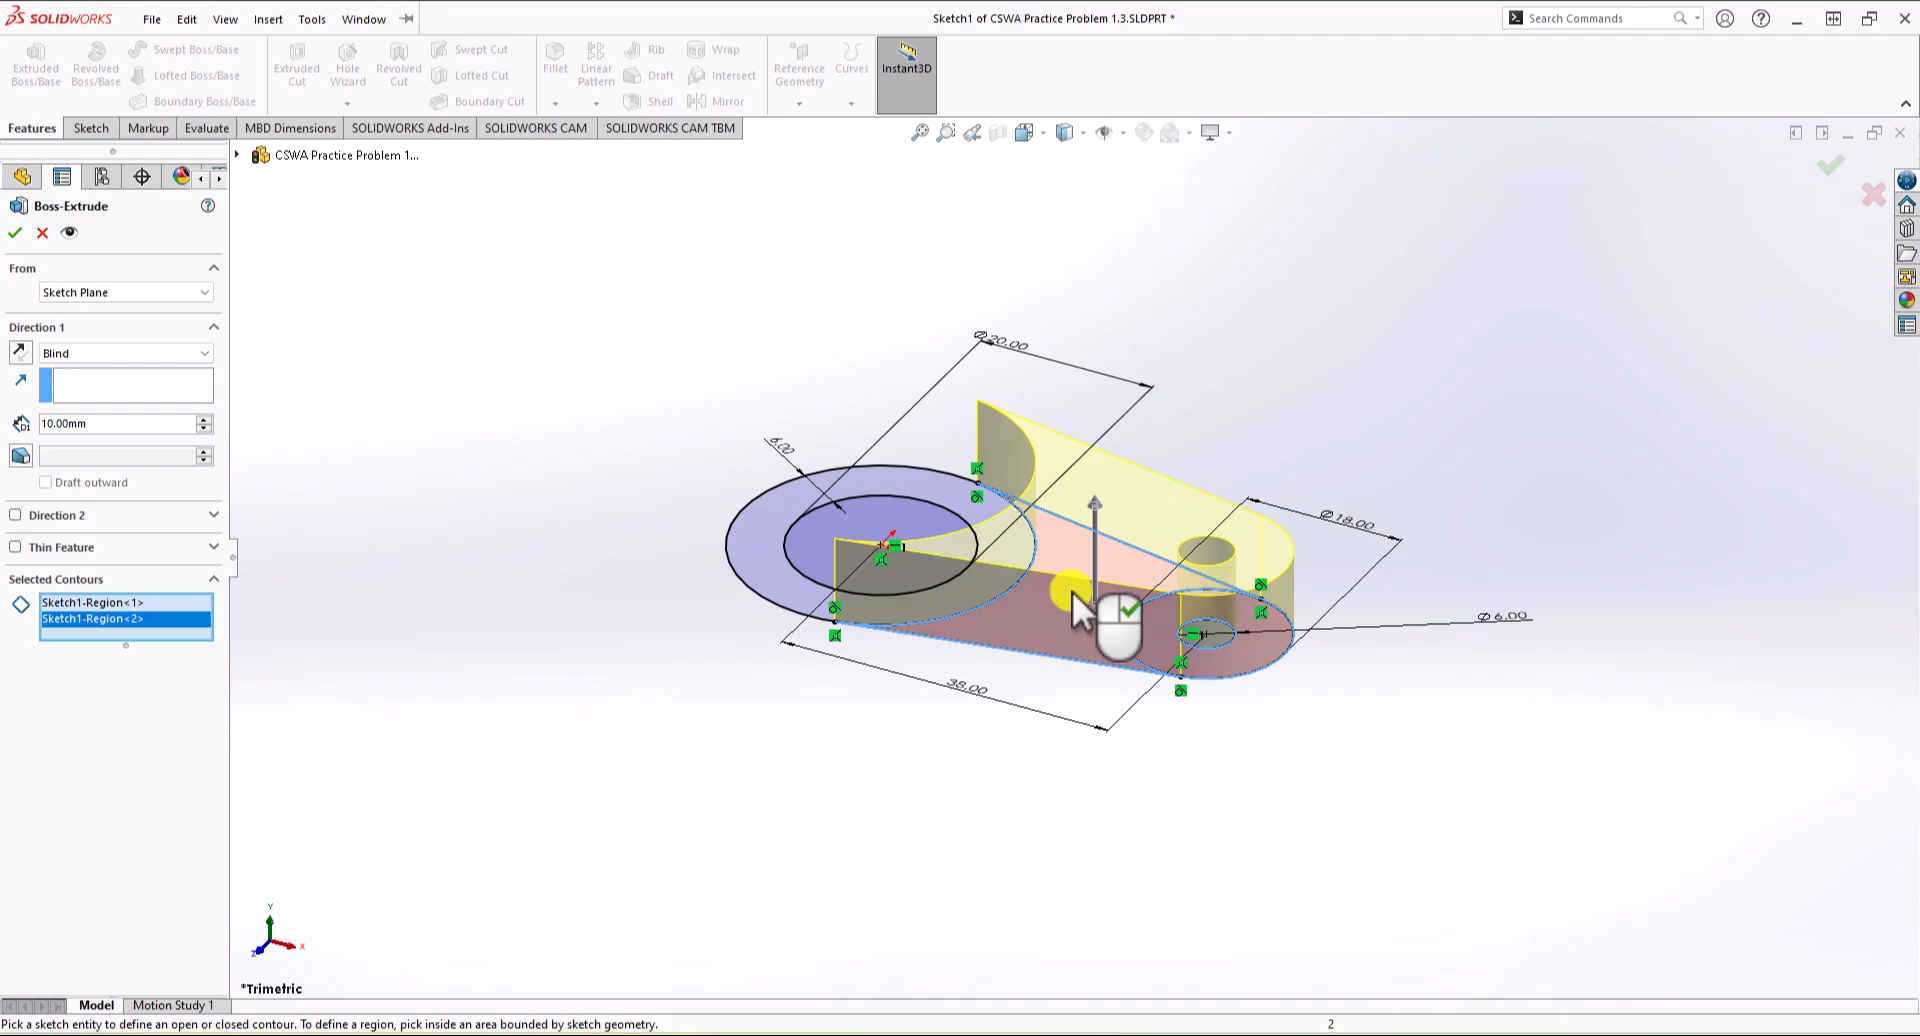 SOLIDWORKS File Edit View Insert Tools Window Sketch1 of CSWA Practice Problem 1.3.SLDPRT * Search Commands
Extruded Boss/Base
Revolved Boss/Base
Swept Boss/Base
Lofted Boss/Base
Boundary Boss/Base
Extruded Cut
Hole Wizard
Revolved Cut
Swept Cut
Lofted Cut
Boundary Cut
Fillet
Linear Pattern
Rib
Draft
Shell
Wrap
Intersect
Mirror
Reference Geometry
Curves
Instant3D
Features Sketch Markup Evaluate MBD Dimensions SOLIDWORKS Add-Ins SOLIDWORKS CAM SOLIDWORKS CAM TBM
CSWA Practice Problem 1...
Boss-Extrude
From
Sketch Plane
Direction 1
Blind
10.00mm
Draft outward
Direction 2
Thin Feature
Selected Contours
Sketch1-Region<1>
Sketch1-Region<2>
Ø20.00
6.00
Ø18.00
Ø6.00
38.00
1
Y
X
Z
*Trimetric
Model Motion Study 1
Pick a sketch entity to define an open or closed contour. To define a region, pick inside an area bounded by sketch geometry. 2